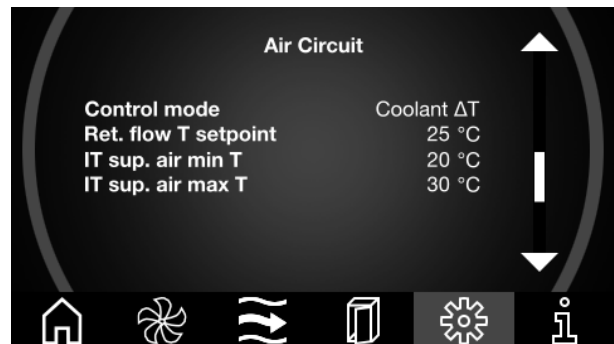 Air Circuit
Control mode Coolant ΔT
Ret. flow T setpoint 25 °C
IT sup. air min T 20 °C
IT sup. air max T 30 °C